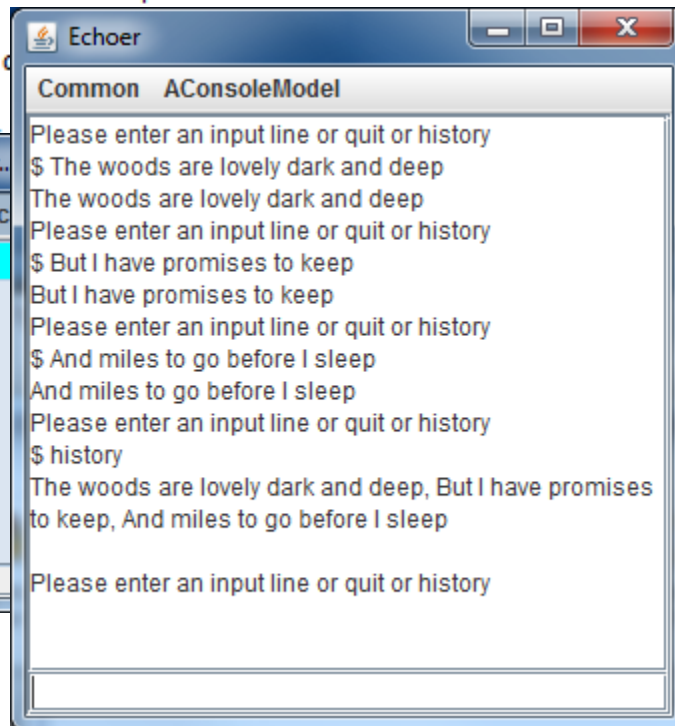 Echoer
Common AConsoleModel
Please enter an input line or quit or history
$ The woods are lovely dark and deep
The woods are lovely dark and deep
Please enter an input line or quit or history
$ But I have promises to keep
But I have promises to keep
Please enter an input line or quit or history
$ And miles to go before I sleep
And miles to go before I sleep
Please enter an input line or quit or history
$ history
The woods are lovely dark and deep, But I have promises
to keep, And miles to go before I sleep
Please enter an input line or quit or history